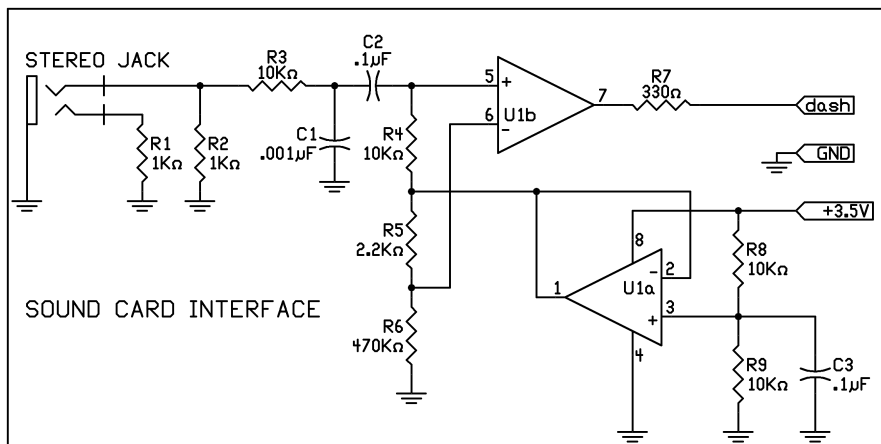 STEREO JACK
R3
10KΩ
C2
.1µF
R1
1KΩ
R2
1KΩ
C1
.001µF
R4
10KΩ
5
+
6
-
U1b
7
R7
330Ω
dash
GND
+3.5V
R5
2.2KΩ
8
R8
10KΩ
1
2
-
U1a
3
+
4
SOUND CARD INTERFACE
R6
470KΩ
R9
10KΩ
C3
.1µF